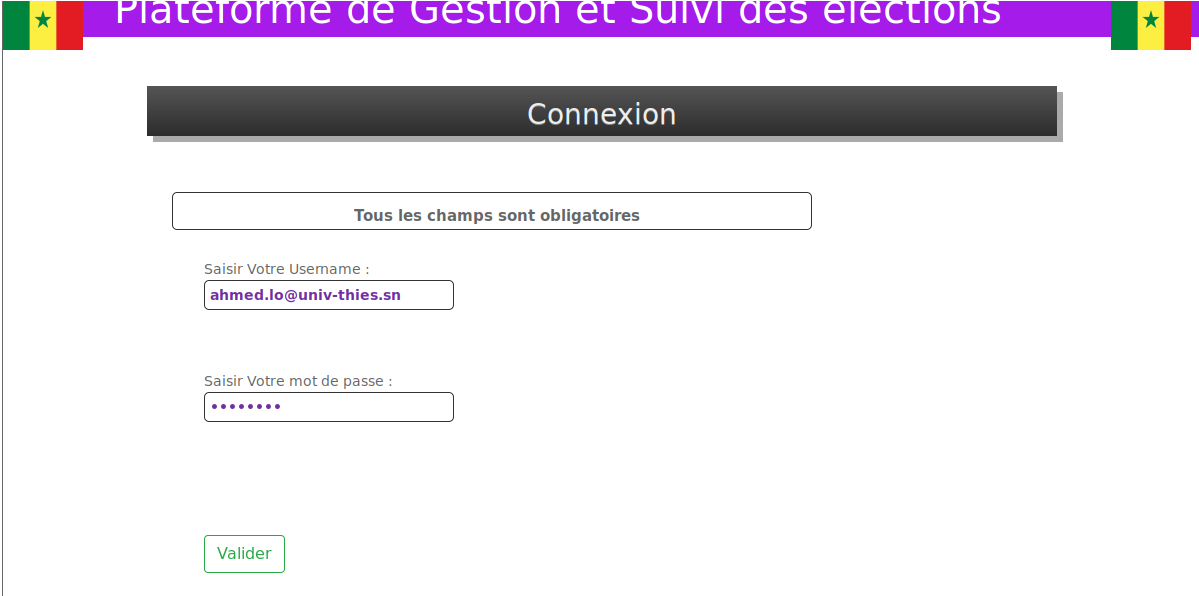 Plateforme de Gestion et Suivi des élections
Connexion
Tous les champs sont obligatoires
Saisir Votre Username :
ahmed.lo@univ-thies.sn
Saisir Votre mot de passe :
••••••••
Valider